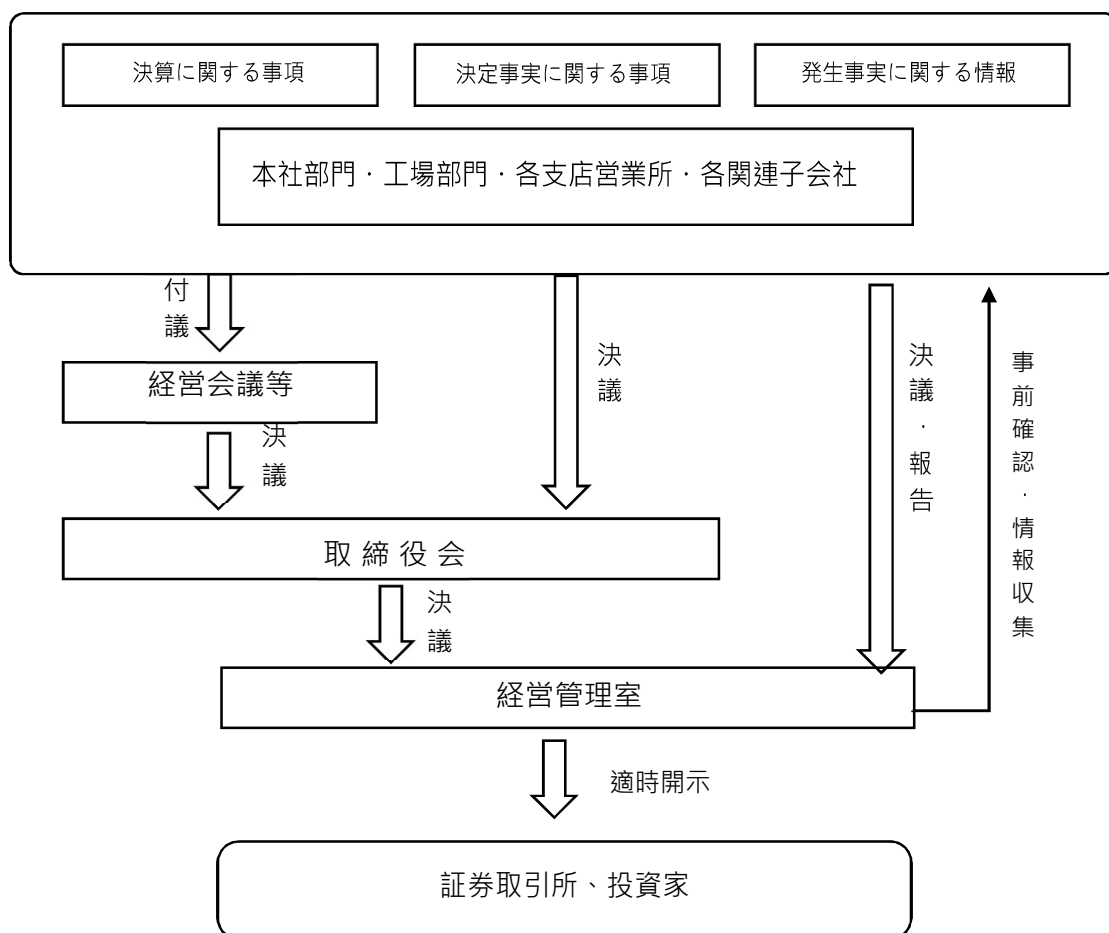 決算に関する事項
決定事実に関する事項
発生事実に関する情報
本社部門・工場部門・各支店営業所・各関連子会社
付議
経営会議等
決議
決議
決議・報告
事前確認・情報収集
取締役会
決議
経営管理室
適時開示
証券取引所、投資家